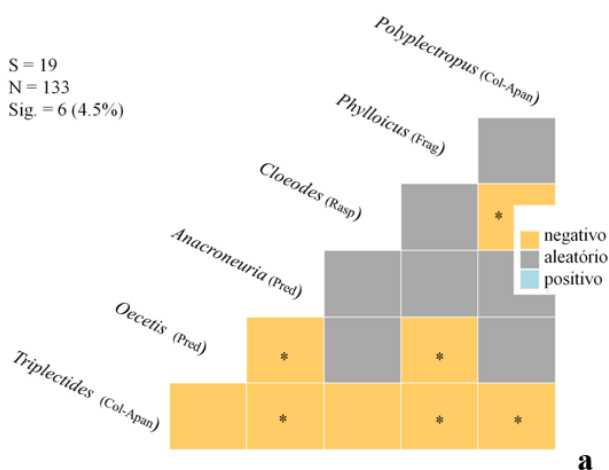 Polyplectropus (Col-Apan)
S = 19
N = 133
Sig. = 6 (4.5%)
Phylloicus (Frag)
Cloeodes (Rasp)
*
negativo
aleatório
positivo
Anacroneuria (Pred)
Oecetis (Pred)
* *
Triplectides (Col-Apan)
* * *
a